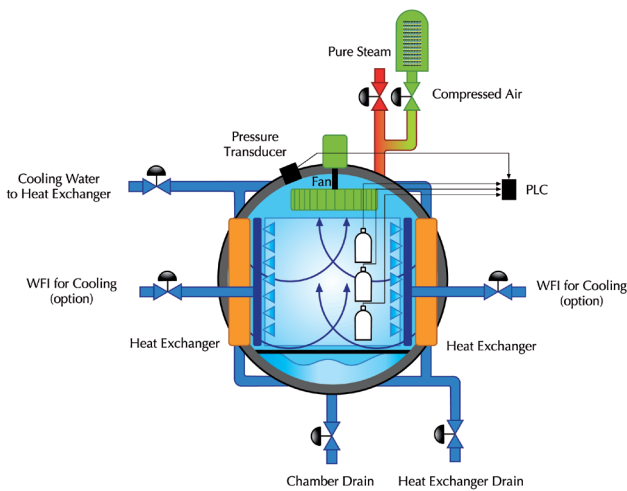 Pure Steam
Compressed Air
Pressure
Transducer
Fan
Cooling Water
to Heat Exchanger
PLC
WFI for Cooling
(option)
WFI for Cooling
(option)
Heat Exchanger
Heat Exchanger
Chamber Drain
Heat Exchanger Drain